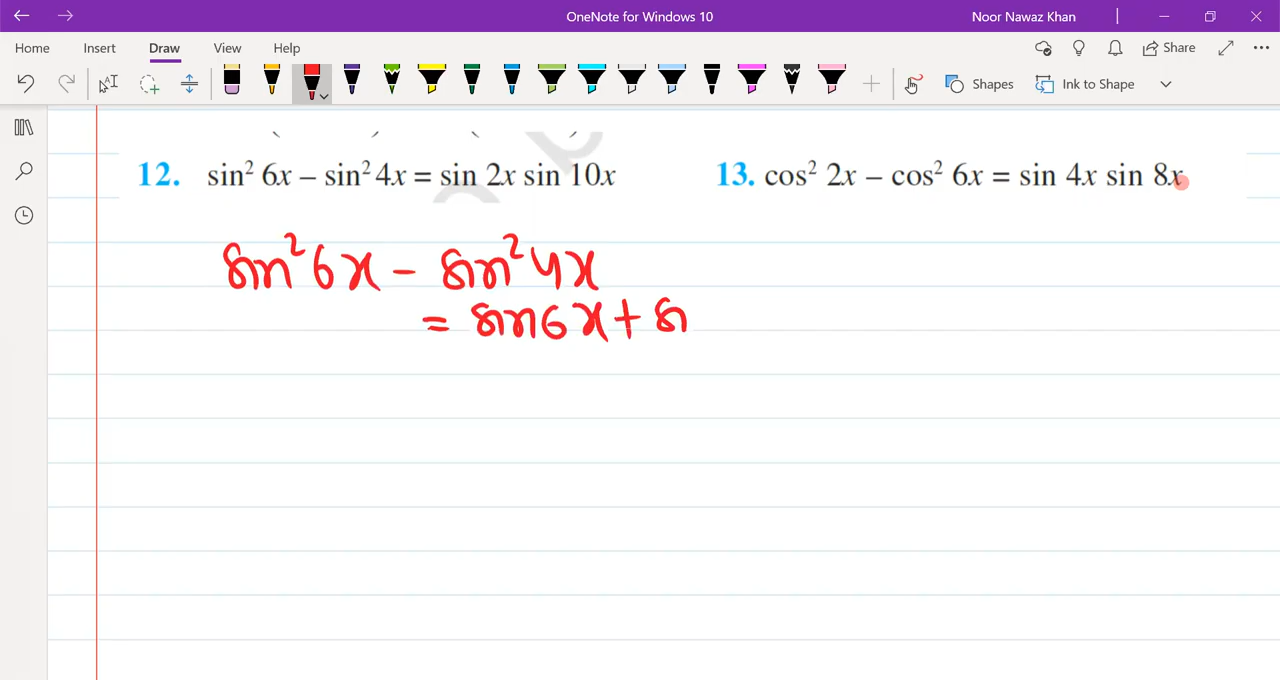 OneNote for Windows 10
Noor Nawaz Khan
Home Insert Draw View Help
Share
Shapes
Ink to Shape
12. sin² 6x – sin² 4x = sin 2x sin 10x
13. cos² 2x – cos² 6x = sin 4x sin 8x
sin²6x – sin²4x
= sin6x + si